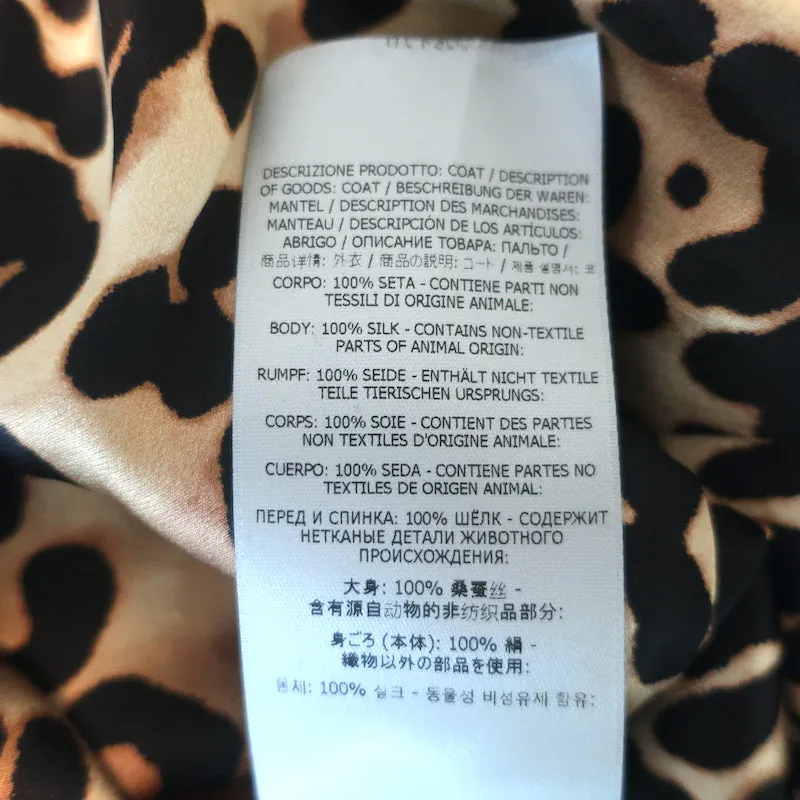 DESCRIZIONE PRODOTTO: COAT / DESCRIPTION
OF GOODS: COAT / BESCHREIBUNG DER WAREN:
MANTEL / DESCRIPTION DES MARCHANDISES:
MANTEAU / DESCRIPCIÓN DE LOS ARTÍCULOS:
ABRIGO / ОПИСАНИЕ ТОВАРА: ПАЛЬТО /
商品详情: 外衣 / 商品の説明: コート / 제품 설명서: 코
CORPO: 100% SETA - CONTIENE PARTI NON
TESSILI DI ORIGINE ANIMALE:
BODY: 100% SILK - CONTAINS NON-TEXTILE
PARTS OF ANIMAL ORIGIN:
RUMPF: 100% SEIDE - ENTHÄLT NICHT TEXTILE
TEILE TIERISCHEN URSPRUNGS:
CORPS: 100% SOIE - CONTIENT DES PARTIES
NON TEXTILES D'ORIGINE ANIMALE:
CUERPO: 100% SEDA - CONTIENE PARTES NO
TEXTILES DE ORIGEN ANIMAL:
ПЕРЕД И СПИНКА: 100% ШЁЛК - СОДЕРЖИТ
НЕТКАНЫЕ ДЕТАЛИ ЖИВОТНОГО
ПРОИСХОЖДЕНИЯ:
大身: 100% 桑蚕丝 -
含有源自动物的非纺织品部分:
身ごろ (本体): 100% 絹 -
織物以外の部品を使用:
몸체: 100% 실크 - 동물성 비섬유제 함유: